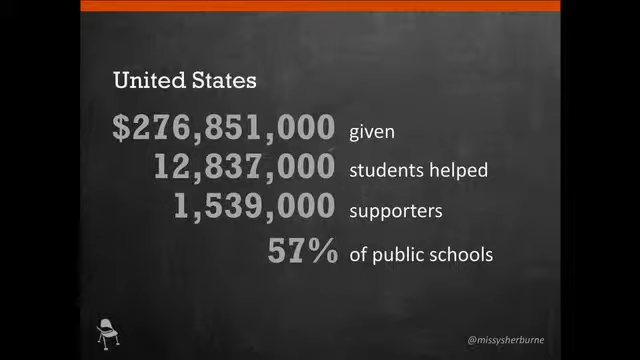 United States
$276,851,000 given
12,837,000 students helped
1,539,000 supporters
57% of public schools
@missysherburne